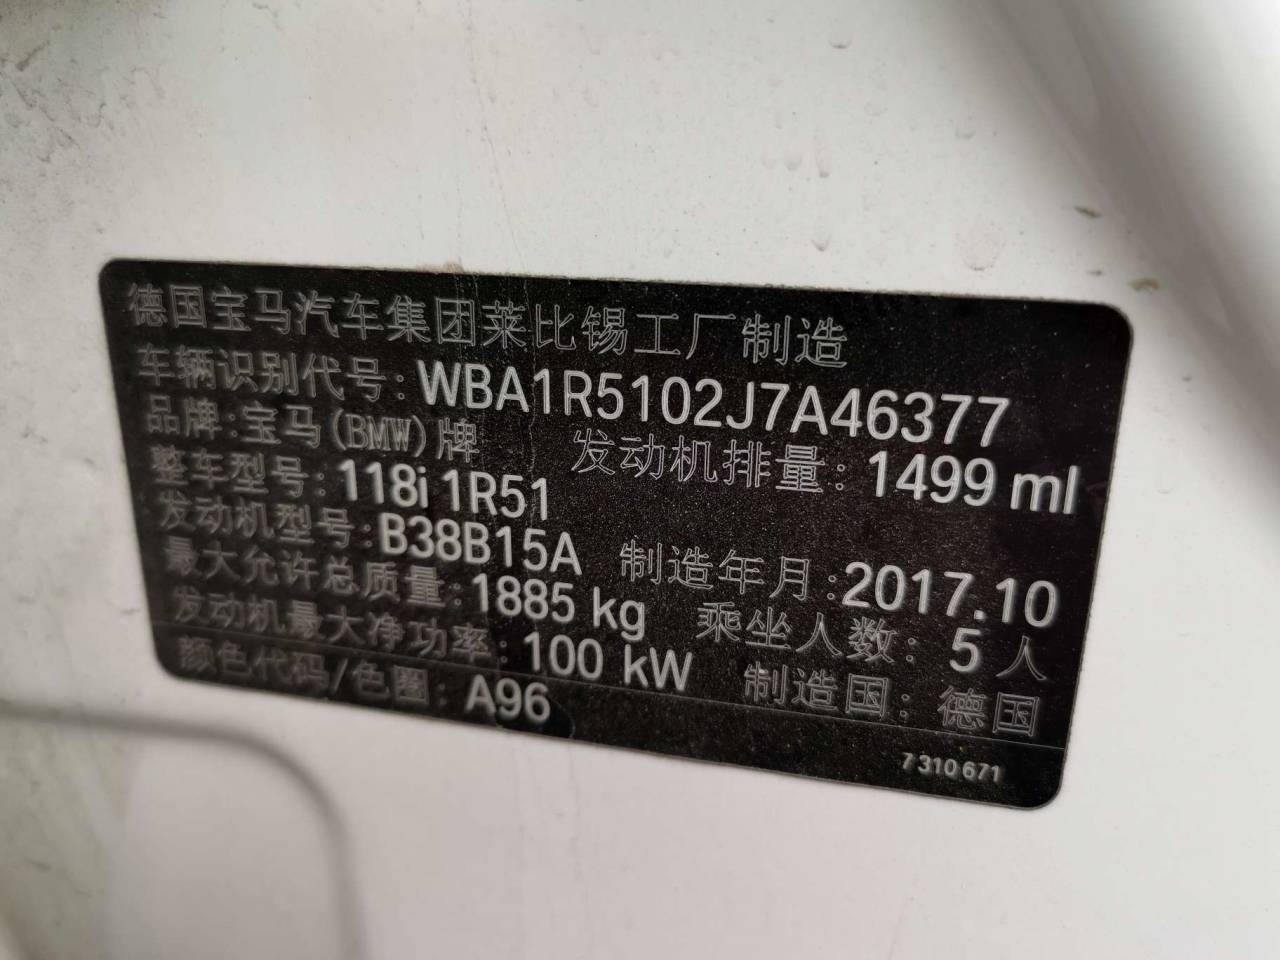 德国宝马汽车集团莱比锡工厂制造
车辆识别代号: WBA1R5102J7A46377
品牌: 宝马(BMW)牌 发动机排量: 1499 ml
整车型号: 118i 1R51
发动机型号: B38B15A 制造年月: 2017.10
最大允许总质量: 1885 kg 乘坐人数: 5 人
发动机最大净功率: 100 kW 制造国: 德国
颜色代码/色圈: A96
7 310 671